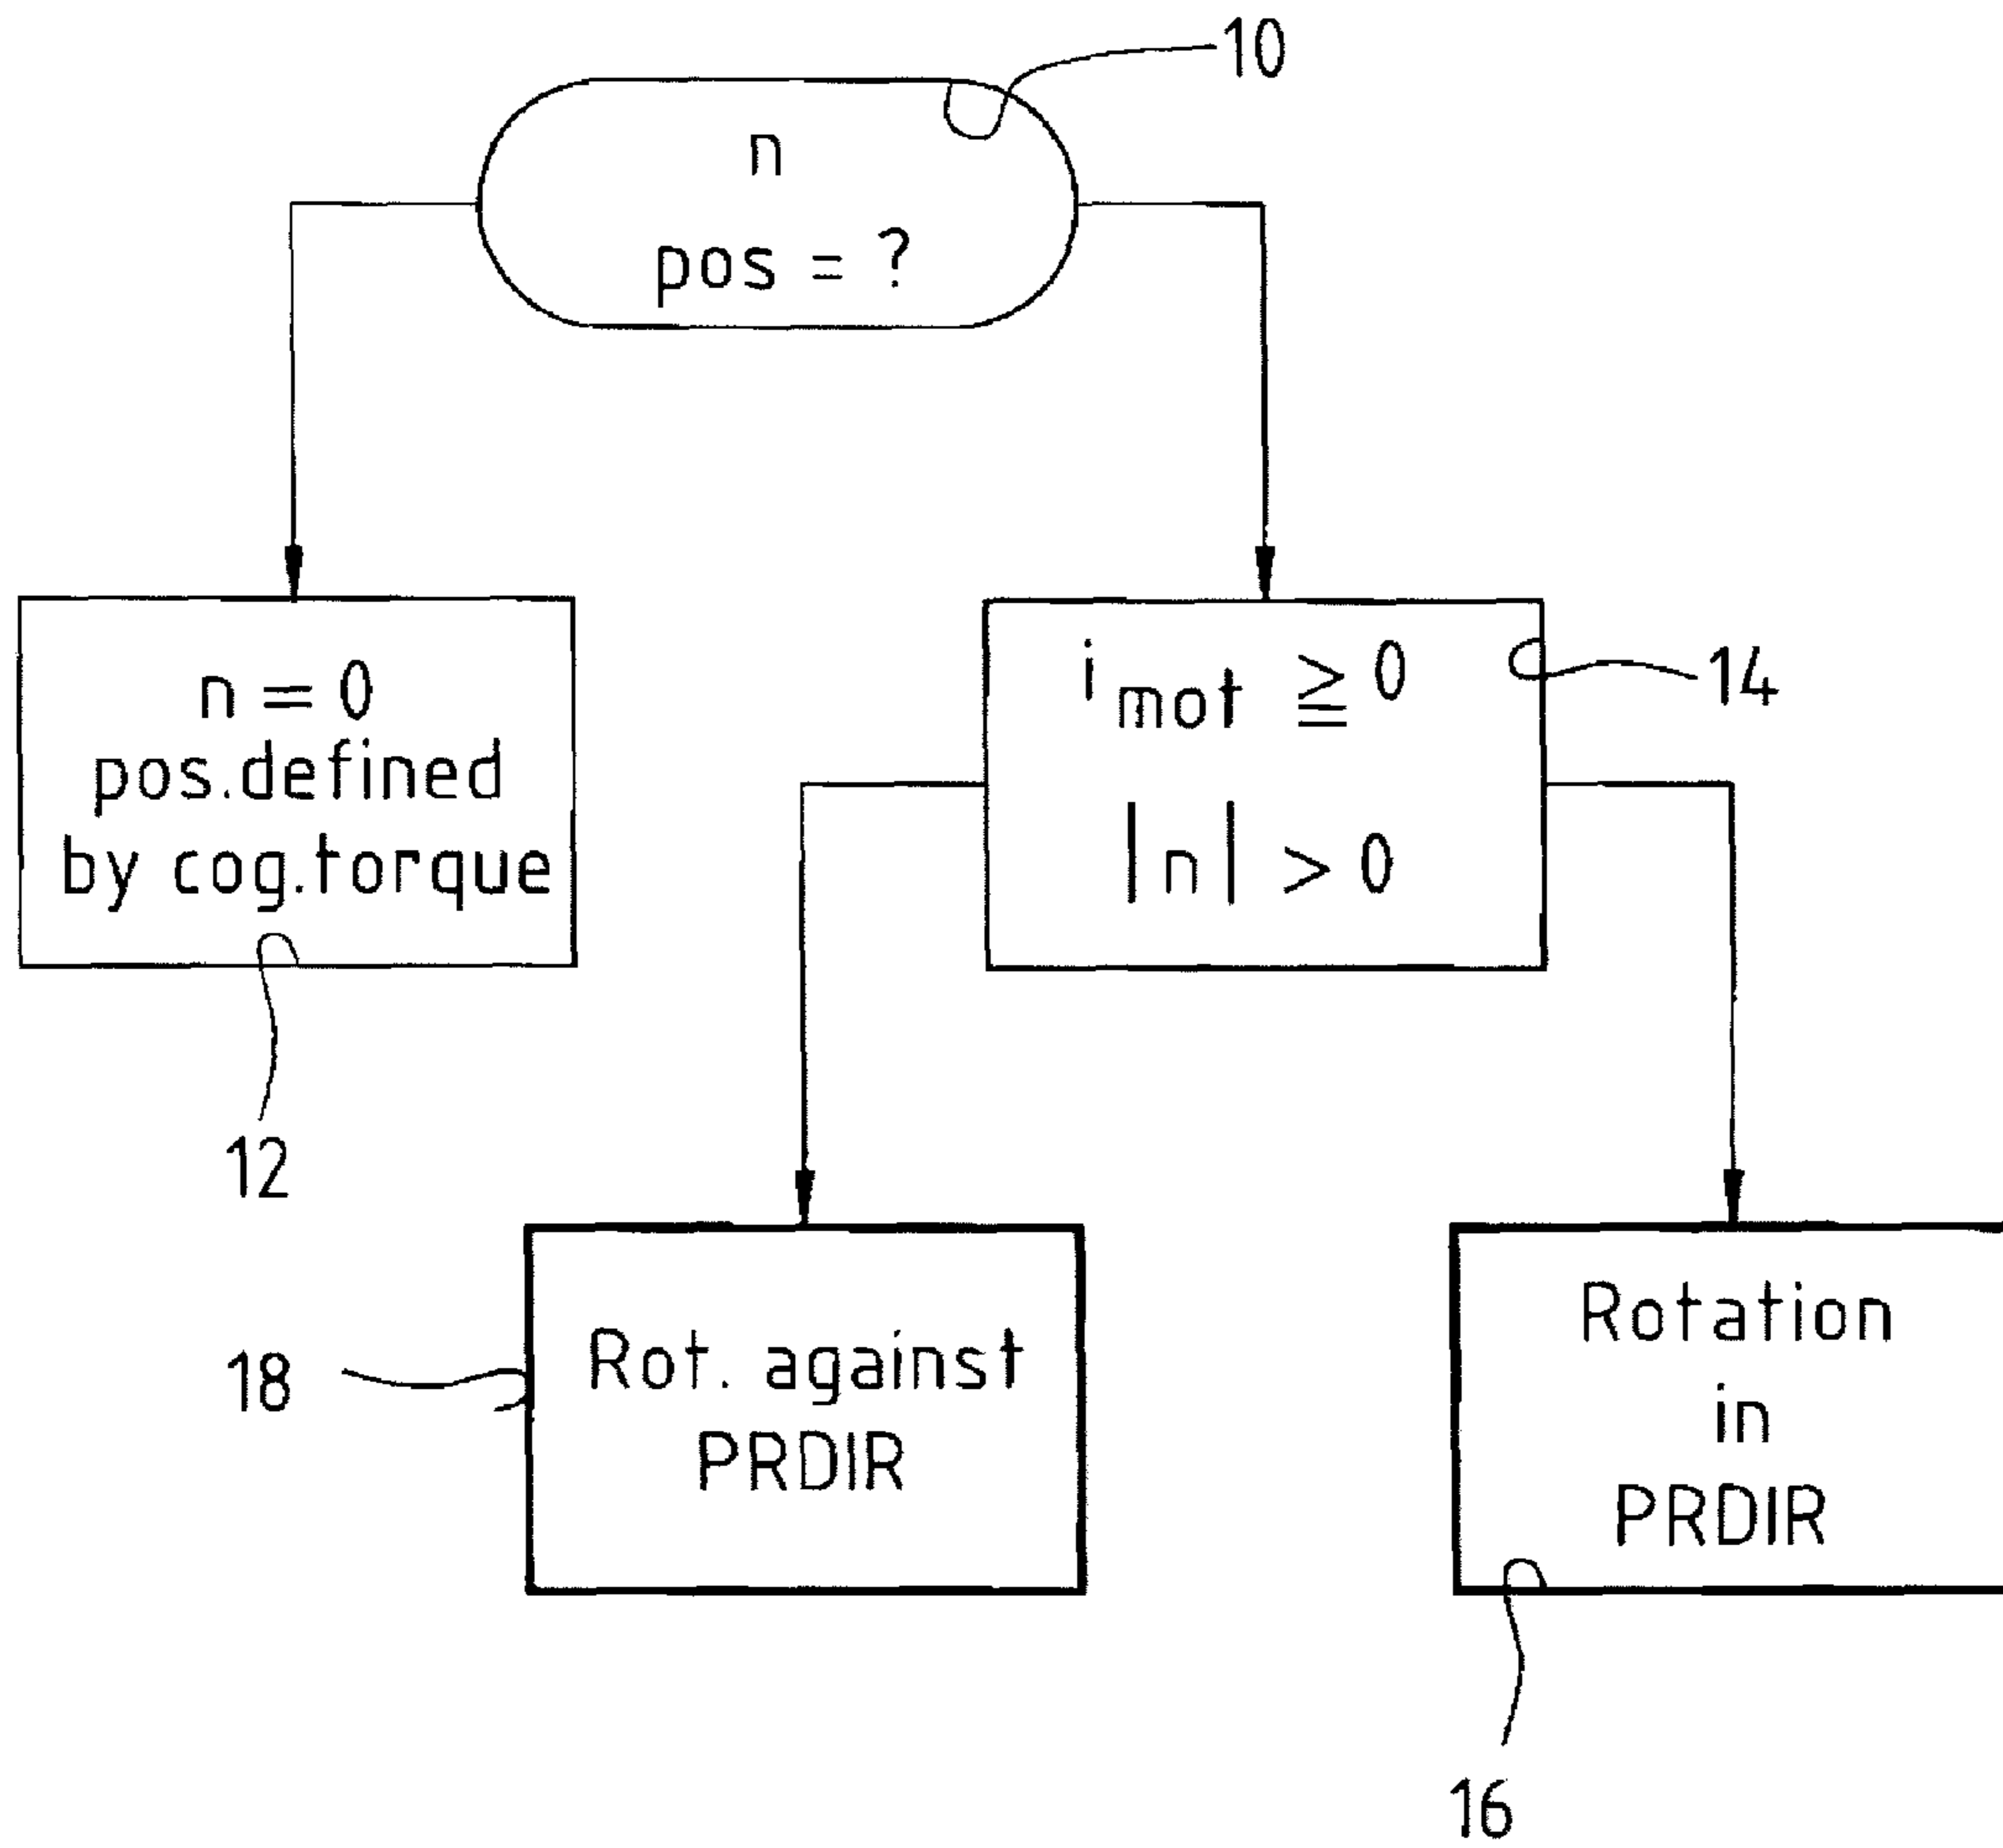 10
n
pos = ?
n = 0
pos.defined
by cog.torque
12
i mot ≧ 0
|n| > 0
14
18
Rot. against
PRDIR
Rotation
in
PRDIR
16